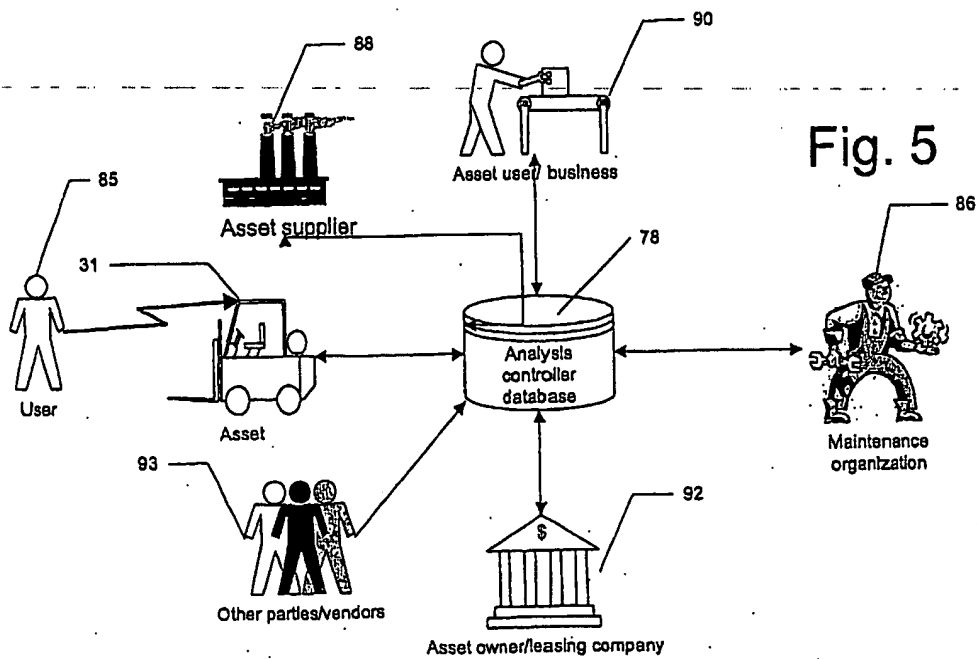 88
90
Fig. 5
Asset user/ business
85
Asset supplier
86
78
31
Analysis
controller
database
User
Asset
Maintenance
organization
93
92
$
Other parties/vendors
Asset owner/leasing company